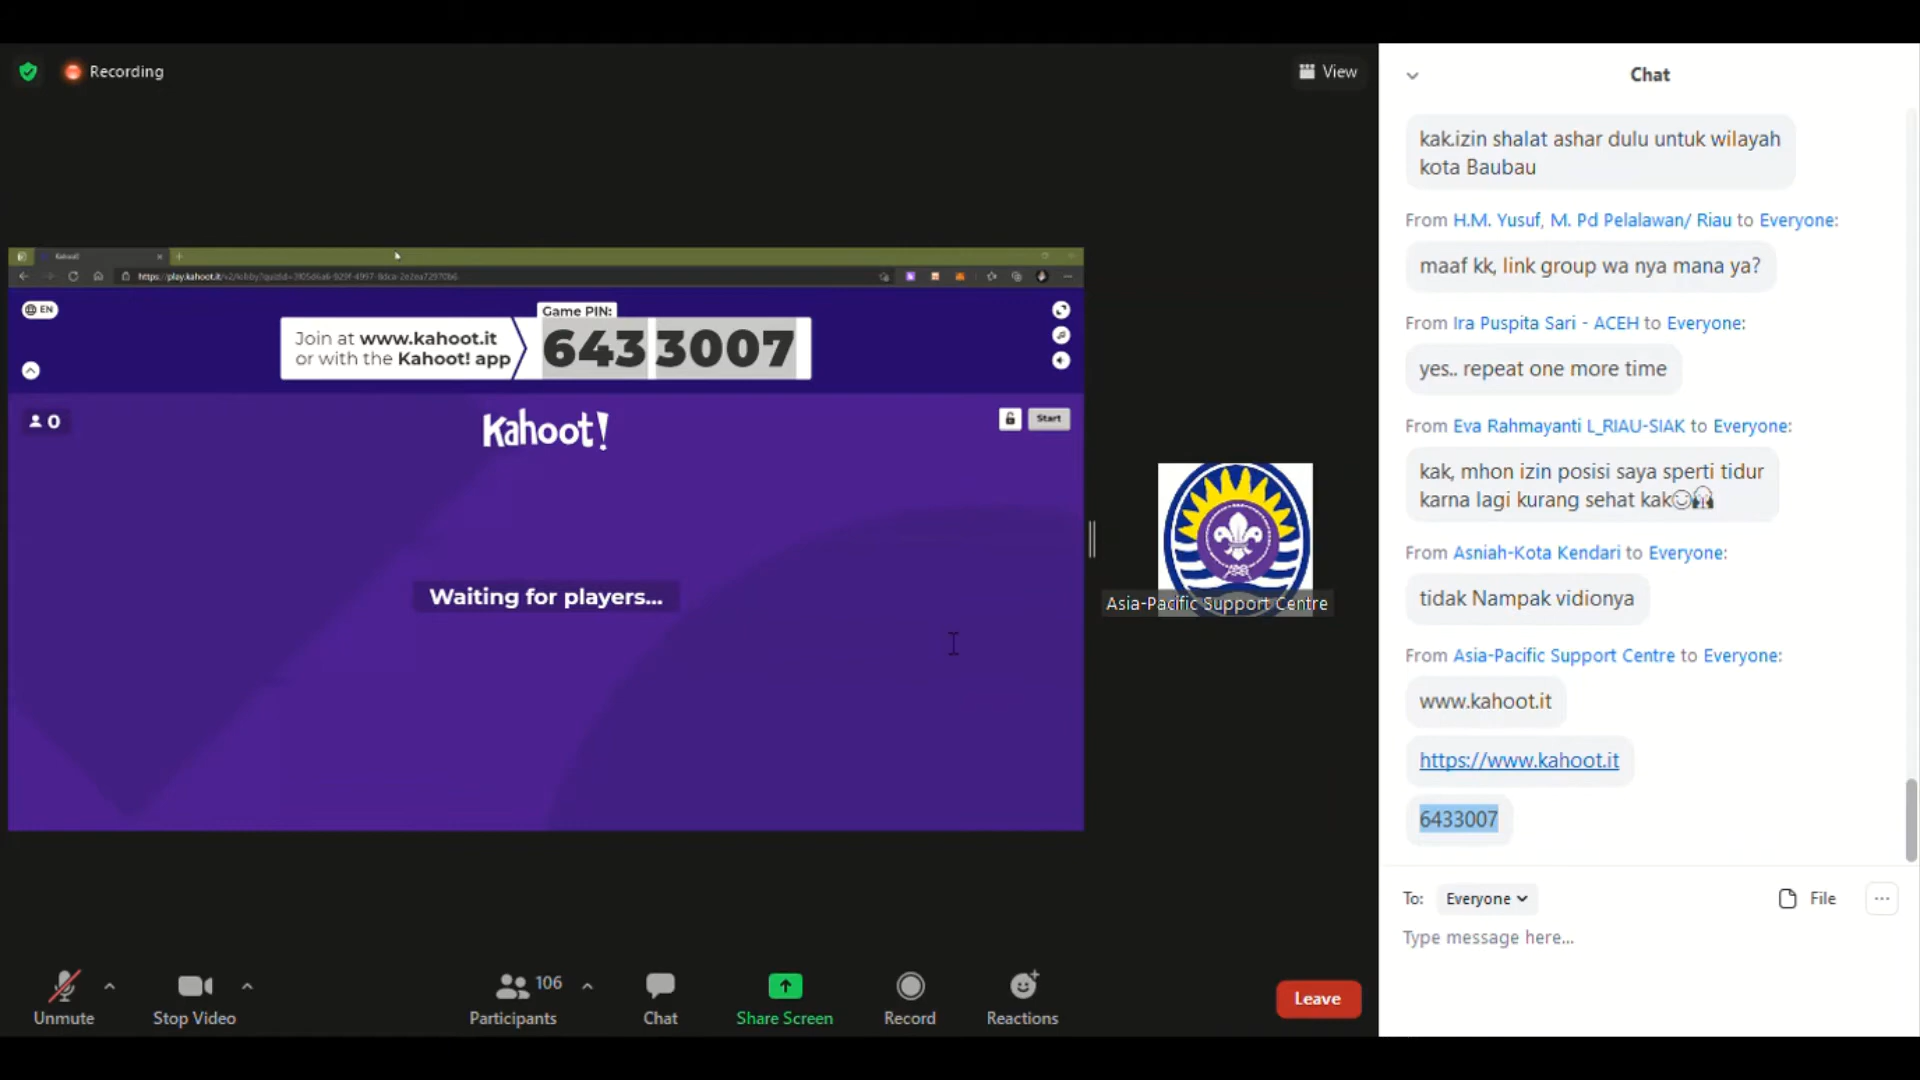 Recording
View
Kahoot!
EN
Join at www.kahoot.it
or with the Kahoot! app
Game PIN:
643 3007
0
Kahoot!
Start
Waiting for players...
Asia-Pacific Support Centre
Unmute
Stop Video
106
Participants
Chat
Share Screen
Record
Reactions
Leave
Chat
kak.izin shalat ashar dulu untuk wilayah
kota Baubau
From H.M. Yusuf, M. Pd Pelalawan/ Riau to Everyone:
maaf kk, link group wa nya mana ya?
From Ira Puspita Sari - ACEH to Everyone:
yes.. repeat one more time
From Eva Rahmayanti L_RIAU-SIAK to Everyone:
kak, mhon izin posisi saya sperti tidur
karna lagi kurang sehat kak☺🙏
From Asniah-Kota Kendari to Everyone:
tidak Nampak vidionya
From Asia-Pacific Support Centre to Everyone:
www.kahoot.it
https://www.kahoot.it
6433007
To: Everyone
File
Type message here...